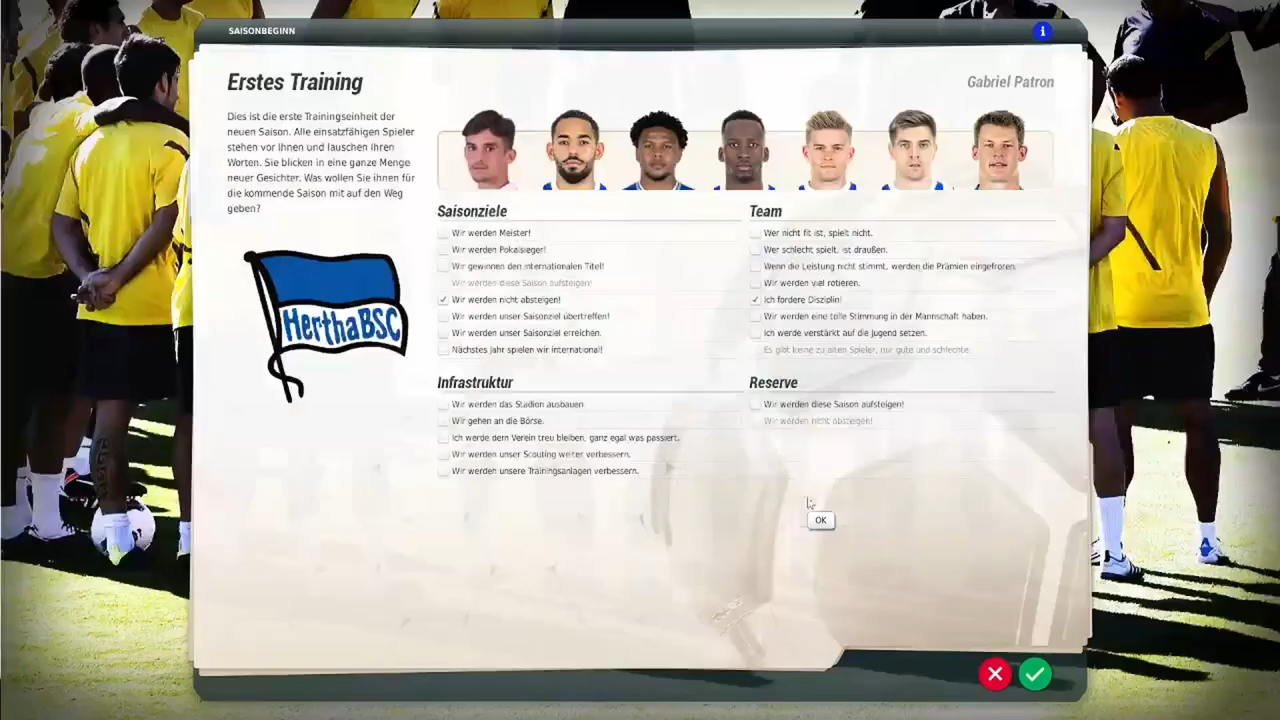 SAISONBEGINN
i
Erstes Training
Gabriel Patron
Dies ist die erste Trainingseinheit der
neuen Saison. Alle einsatzfähigen Spieler
stehen vor Ihnen und lauschen Ihren
Worten. Sie blicken in eine ganze Menge
neuer Gesichter. Was wollen Sie ihnen für
die kommende Saison mit auf den Weg
geben?
Hertha BSC
Saisonziele
Wir werden Meister!
Wir werden Pokalsieger!
Wir gewinnen den internationalen Titel!
Wir werden diese Saison aufsteigen!
Wir werden nicht absteigen!
Wir werden unser Saisonziel übertreffen!
Wir werden unser Saisonziel erreichen.
Nächstes Jahr spielen wir international!
Team
Wer nicht fit ist, spielt nicht.
Wer schlecht spielt, ist draußen.
Wenn die Leistung nicht stimmt, werden die Prämien eingefroren.
Wir werden viel rotieren.
Ich fordere Disziplin!
Wir werden eine tolle Stimmung in der Mannschaft haben.
Ich werde verstärkt auf die Jugend setzen.
Es gibt keine zu alten Spieler, nur gute und schlechte.
Infrastruktur
Wir werden das Stadion ausbauen
Wir gehen an die Börse.
Ich werde dem Verein treu bleiben, ganz egal was passiert.
Wir werden unser Scouting weiter verbessern.
Wir werden unsere Trainingsanlagen verbessern.
Reserve
Wir werden diese Saison aufsteigen!
Wir werden nicht absteigen!
OK